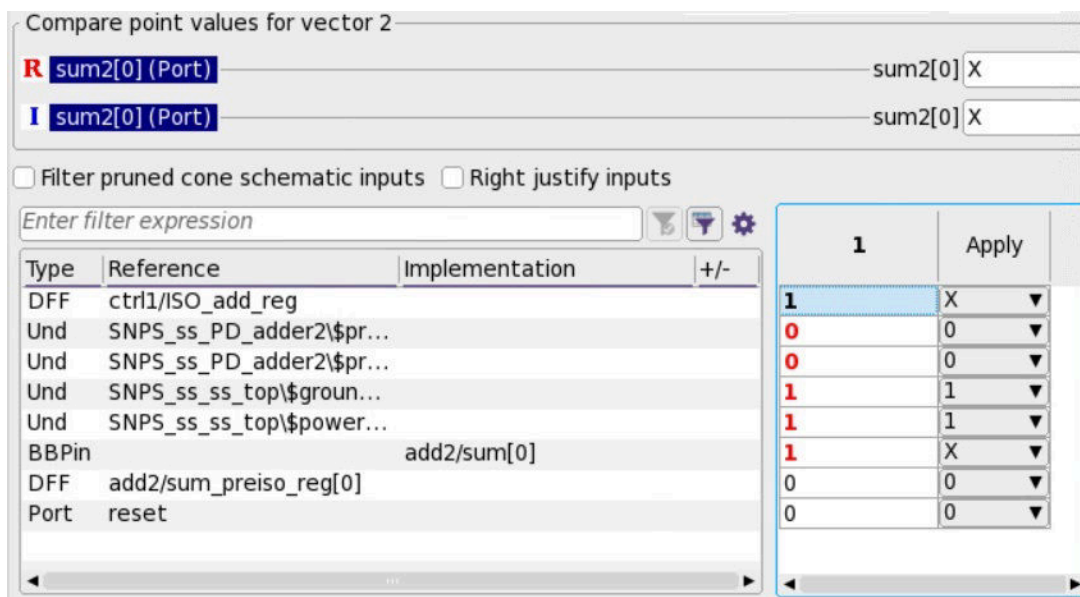 Compare point values for vector 2
R sum2[0] (Port) sum2[0] X
I sum2[0] (Port) sum2[0] X
Filter pruned cone schematic inputs Right justify inputs
Enter filter expression
1 Apply
Type Reference Implementation +/-
DFF ctrl1/ISO_add_reg 1 X
Und SNPS_ss_PD_adder2\$pr... 0 0
Und SNPS_ss_PD_adder2\$pr... 0 0
Und SNPS_ss_ss_top\$groun... 1 1
Und SNPS_ss_ss_top\$power... 1 1
BBPin add2/sum[0] 1 X
DFF add2/sum_preiso_reg[0] 0 0
Port reset 0 0